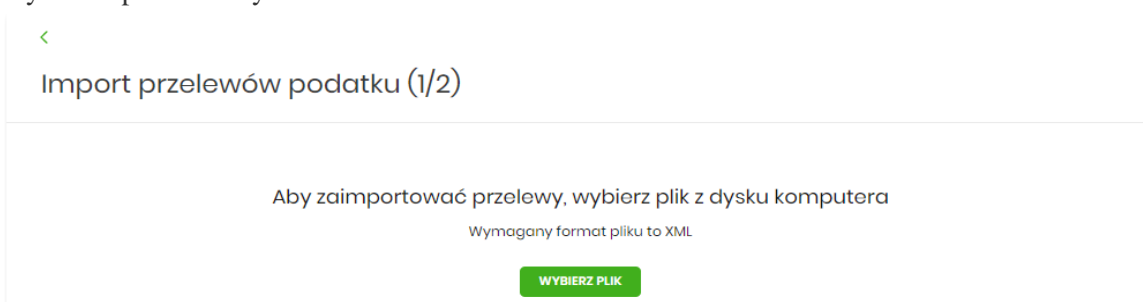 Import przelewów podatku (1/2)
Aby zaimportować przelewy, wybierz plik z dysku komputera
Wymagany format pliku to XML
WYBIERZ PLIK